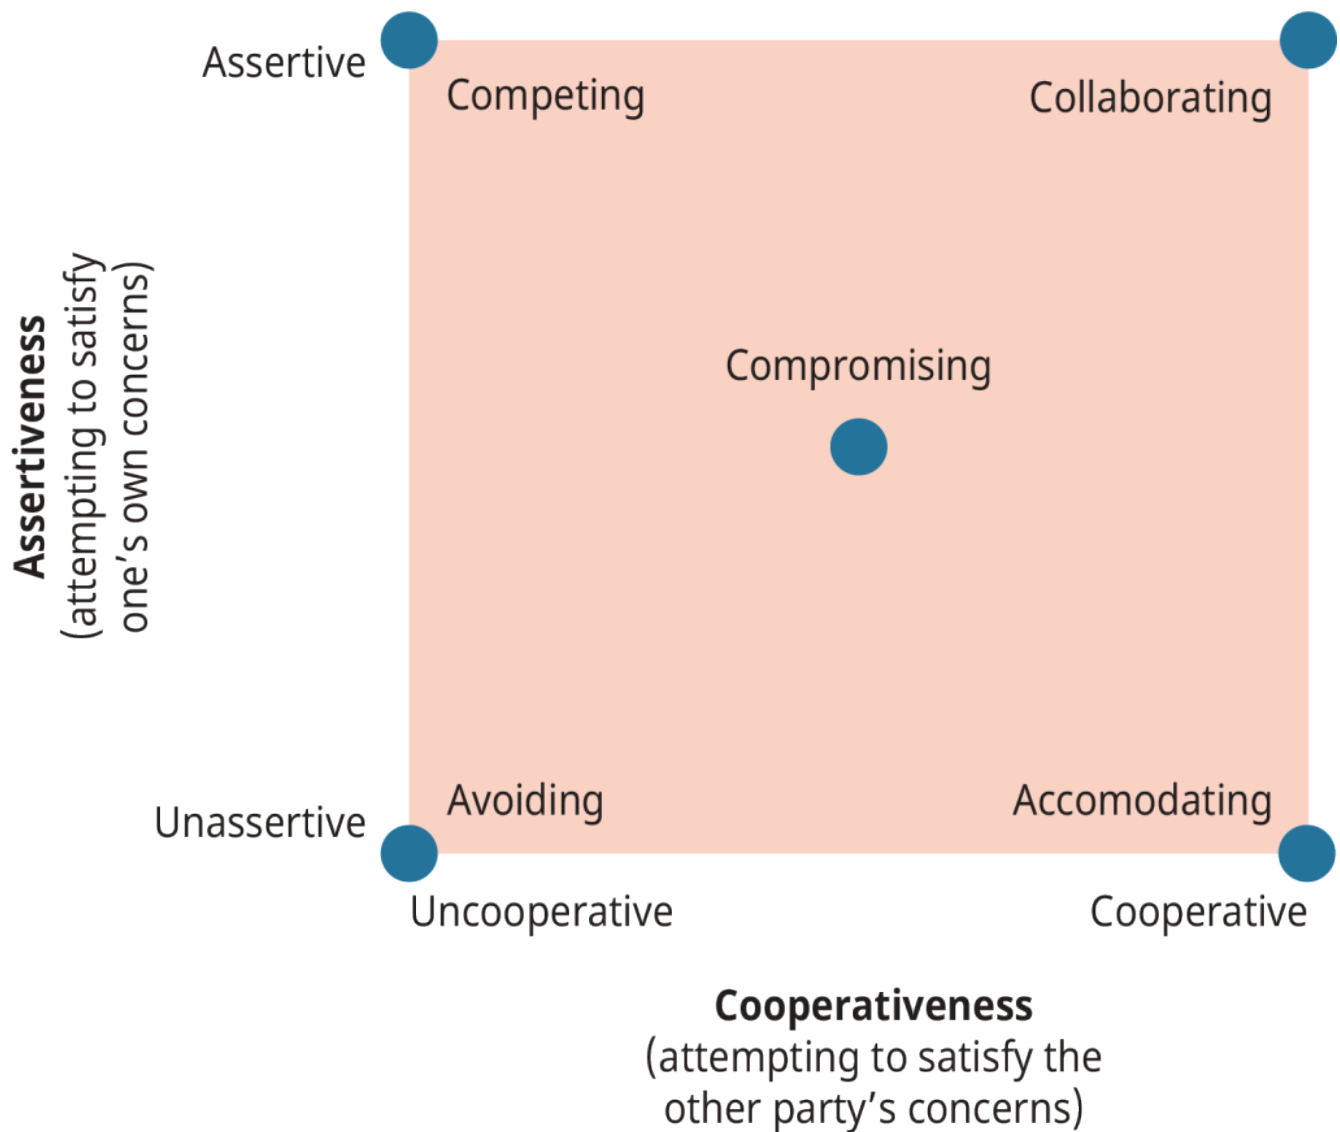 Assertive
Competing
Collaborating
Assertiveness
(attempting to satisfy
one’s own concerns)
Compromising
Avoiding
Accomodating
Unassertive
Uncooperative
Cooperative
Cooperativeness
(attempting to satisfy the
other party’s concerns)